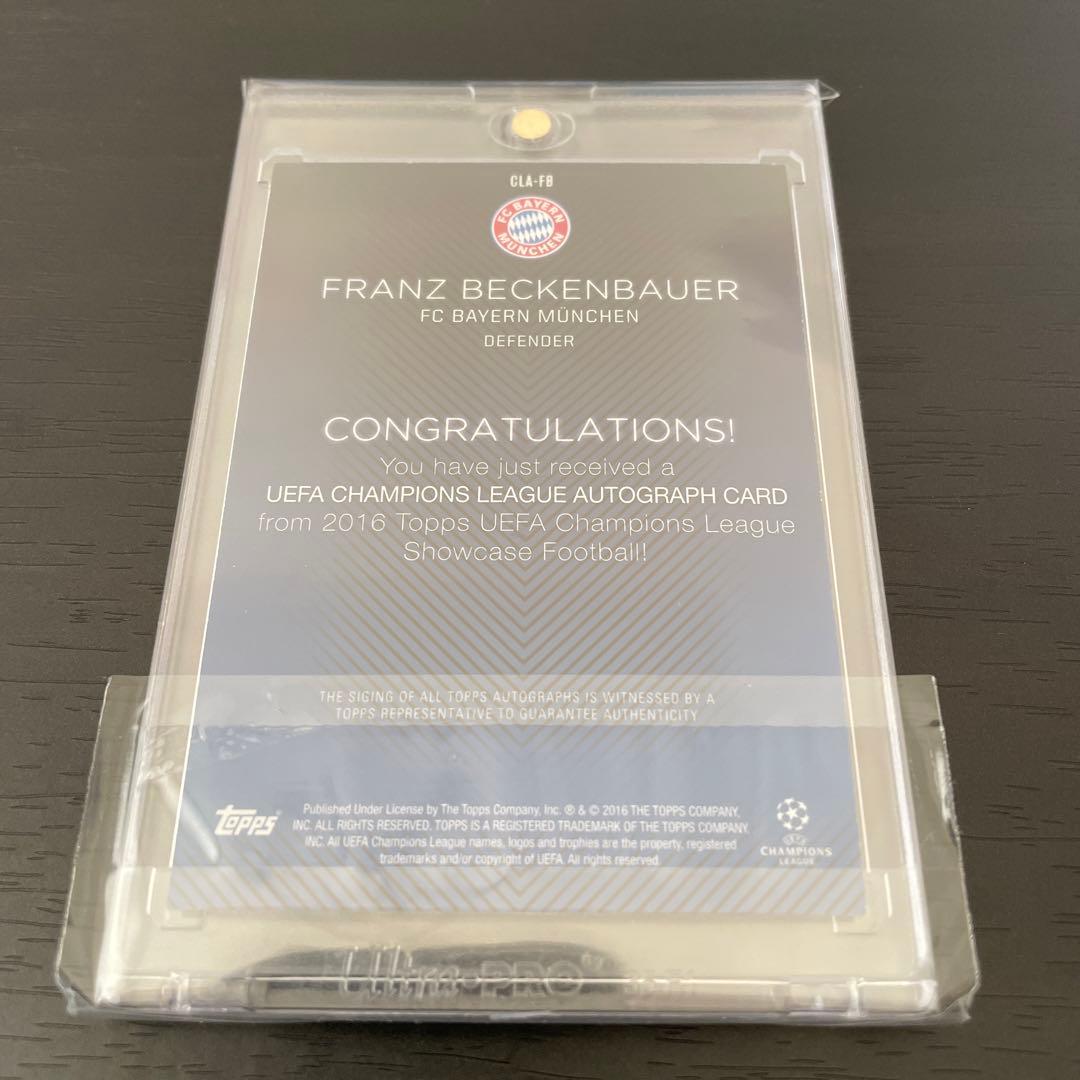 CLA-FB
FC BAYERN
MÜNCHEN
FRANZ BECKENBAUER
FC BAYERN MÜNCHEN
DEFENDER
CONGRATULATIONS!
You have just received a
UEFA CHAMPIONS LEAGUE AUTOGRAPH CARD
from 2016 Topps UEFA Champions League
Showcase Football!
THE SIGING OF ALL TOPPS AUTOGRAPHS IS WITNESSED BY A
TOPPS REPRESENTATIVE TO GUARANTEE AUTHENTICITY
Topps
Published Under License by The Topps Company, Inc. ® & © 2016 THE TOPPS COMPANY,
INC. ALL RIGHTS RESERVED. TOPPS IS A REGISTERED TRADEMARK OF THE TOPPS COMPANY,
INC. All UEFA Champions League names, logos and trophies are the property, registered
trademarks and/or copyright of UEFA. All rights reserved.
UEFA
CHAMPIONS
LEAGUE
Ultra·PRO